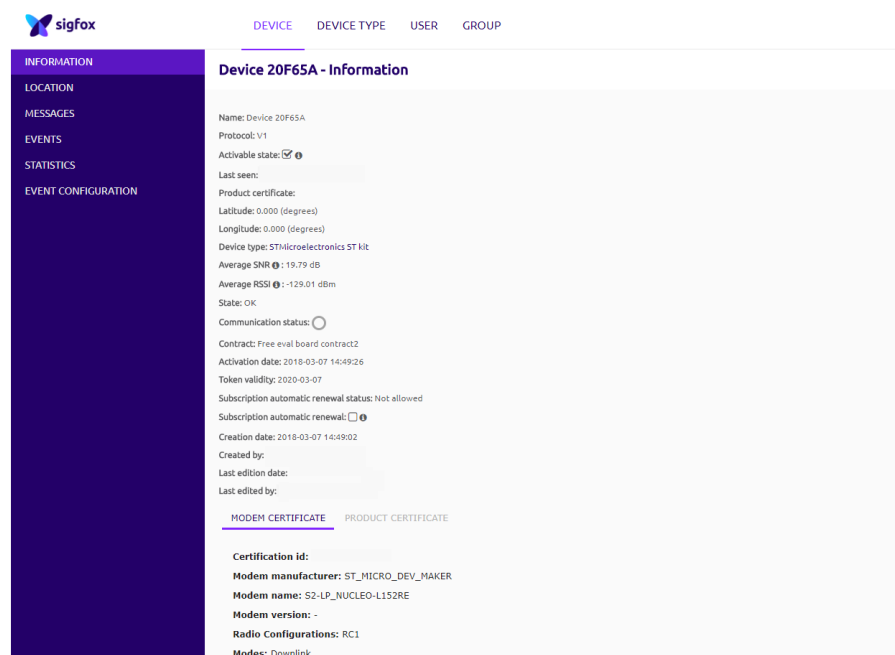 sigfox
DEVICE DEVICE TYPE USER GROUP
INFORMATION
LOCATION
MESSAGES
EVENTS
STATISTICS
EVENT CONFIGURATION
Device 20F65A - Information
Name: Device 20F65A
Protocol: V1
Activable state:
Last seen:
Product certificate:
Latitude: 0.000 (degrees)
Longitude: 0.000 (degrees)
Device type: STMicroelectronics ST kit
Average SNR : 19.79 dB
Average RSSI : -129.01 dBm
State: OK
Communication status:
Contract: Free eval board contract2
Activation date: 2018-03-07 14:49:26
Token validity: 2020-03-07
Subscription automatic renewal status: Not allowed
Subscription automatic renewal:
Creation date: 2018-03-07 14:49:02
Created by:
Last edition date:
Last edited by:
MODEM CERTIFICATE PRODUCT CERTIFICATE
Certification id:
Modem manufacturer: ST_MICRO_DEV_MAKER
Modem name: S2-LP_NUCLEO-L152RE
Modem version: -
Radio Configurations: RC1
Modes: Downlink